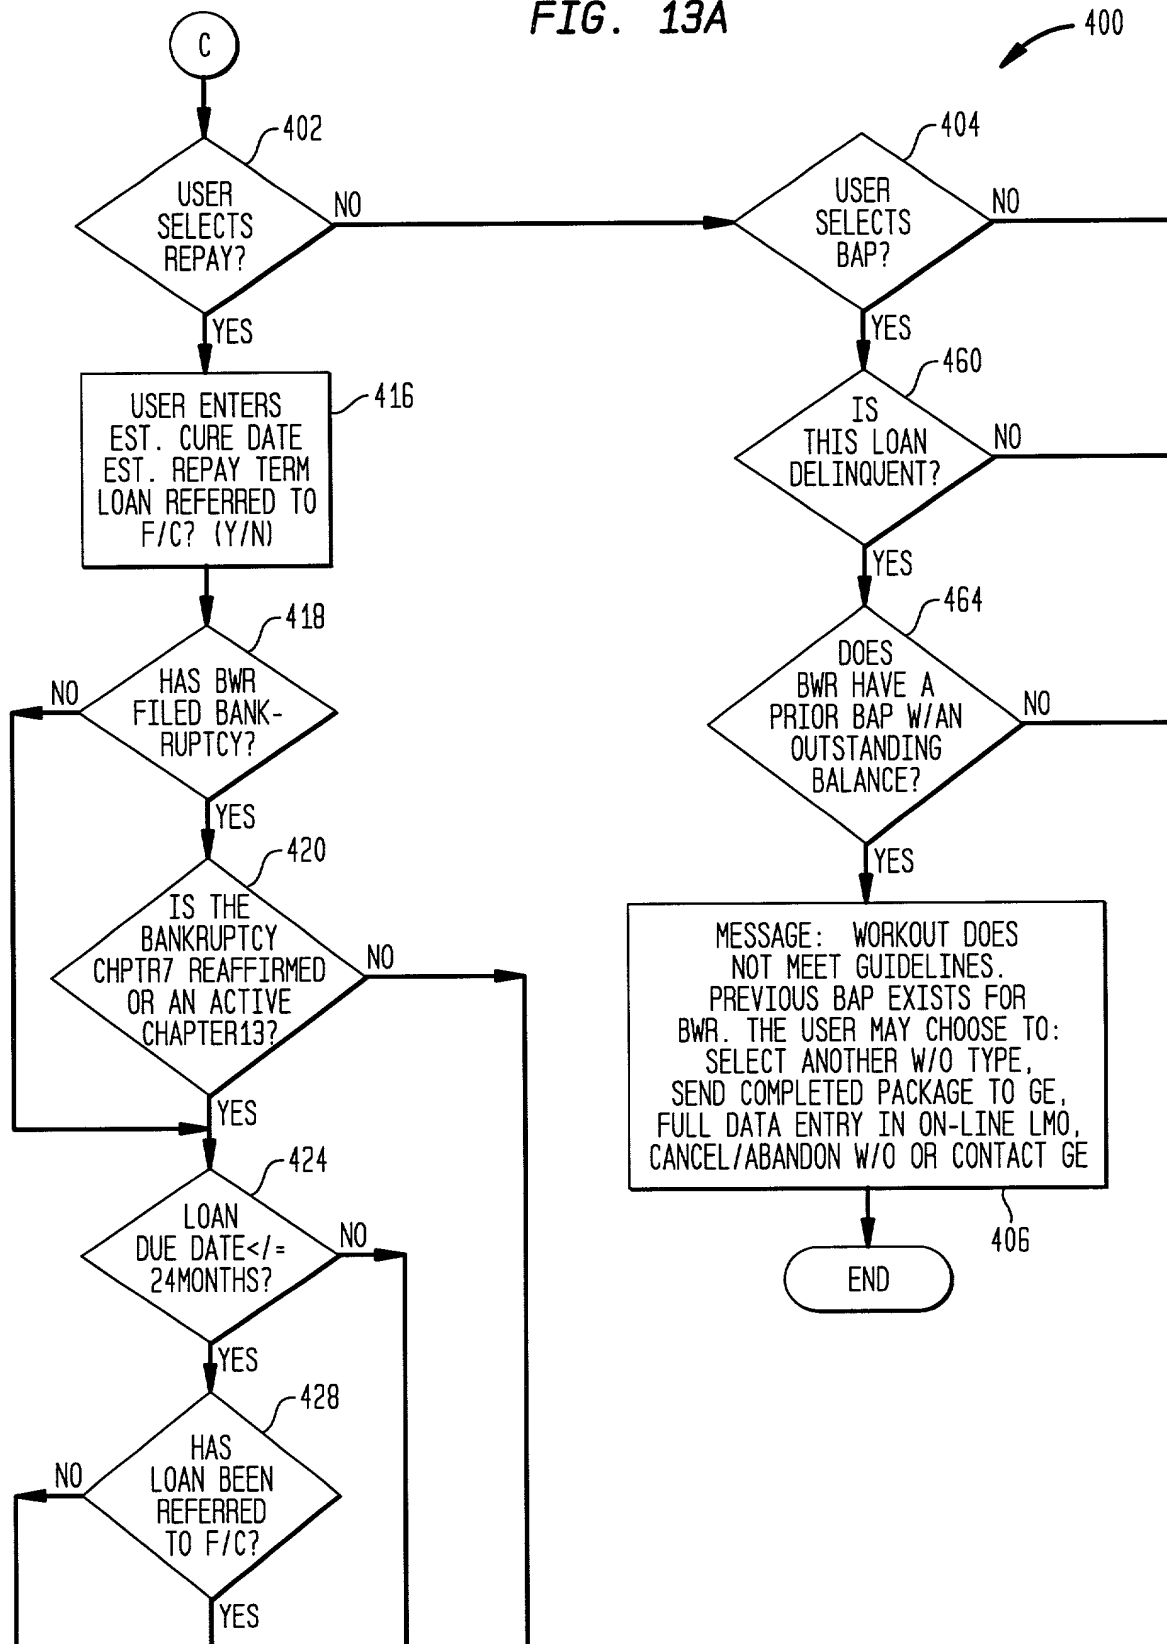 FIG. 13A
400
C
402
USER
SELECTS
REPAY?
NO
YES
404
USER
SELECTS
BAP?
NO
YES
416
USER ENTERS
EST. CURE DATE
EST. REPAY TERM
LOAN REFERRED TO
F/C? (Y/N)
460
IS
THIS LOAN
DELINQUENT?
NO
YES
418
HAS BWR
FILED BANK-
RUPTCY?
NO
YES
464
DOES
BWR HAVE A
PRIOR BAP W/AN
OUTSTANDING
BALANCE?
NO
YES
420
IS THE
BANKRUPTCY
CHPTR7 REAFFIRMED
OR AN ACTIVE
CHAPTER13?
NO
YES
MESSAGE: WORKOUT DOES
NOT MEET GUIDELINES.
PREVIOUS BAP EXISTS FOR
BWR. THE USER MAY CHOOSE TO:
SELECT ANOTHER W/O TYPE,
SEND COMPLETED PACKAGE TO GE,
FULL DATA ENTRY IN ON-LINE LMO,
CANCEL/ABANDON W/O OR CONTACT GE
406
END
424
LOAN
DUE DATE</=
24MONTHS?
NO
YES
428
HAS
LOAN BEEN
REFERRED
TO F/C?
NO
YES